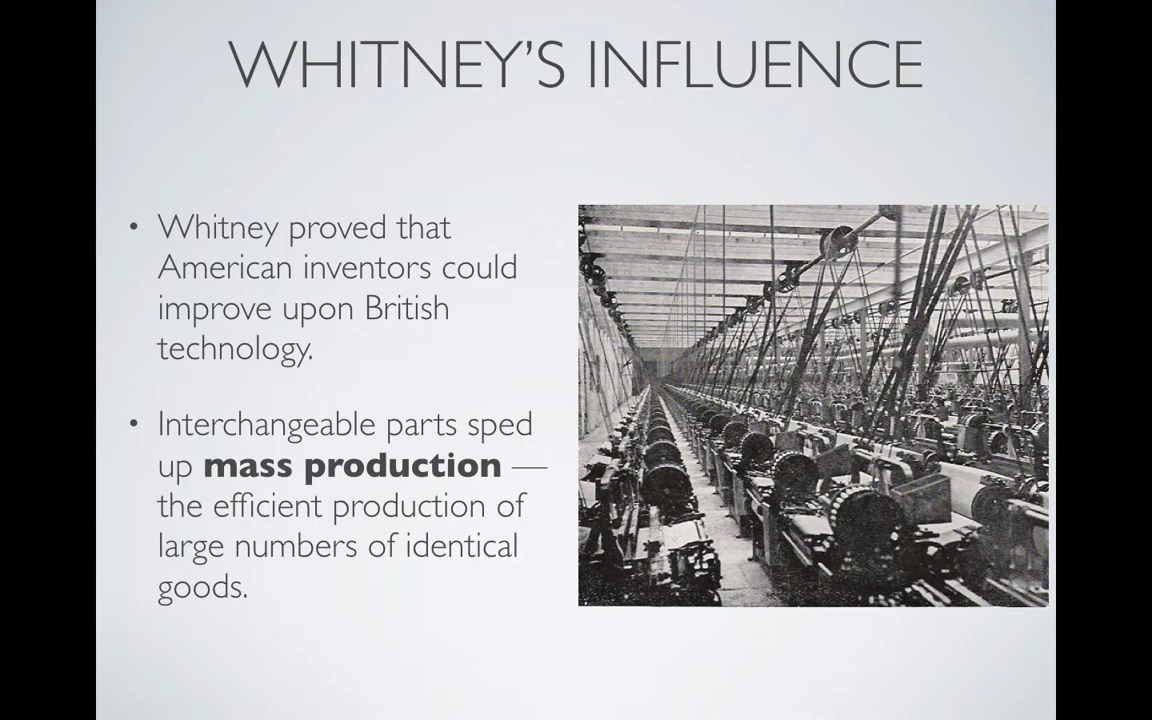 WHITNEY'S INFLUENCE
• Whitney proved that
American inventors could
improve upon British
technology.
• Interchangeable parts sped
up mass production —
the efficient production of
large numbers of identical
goods.